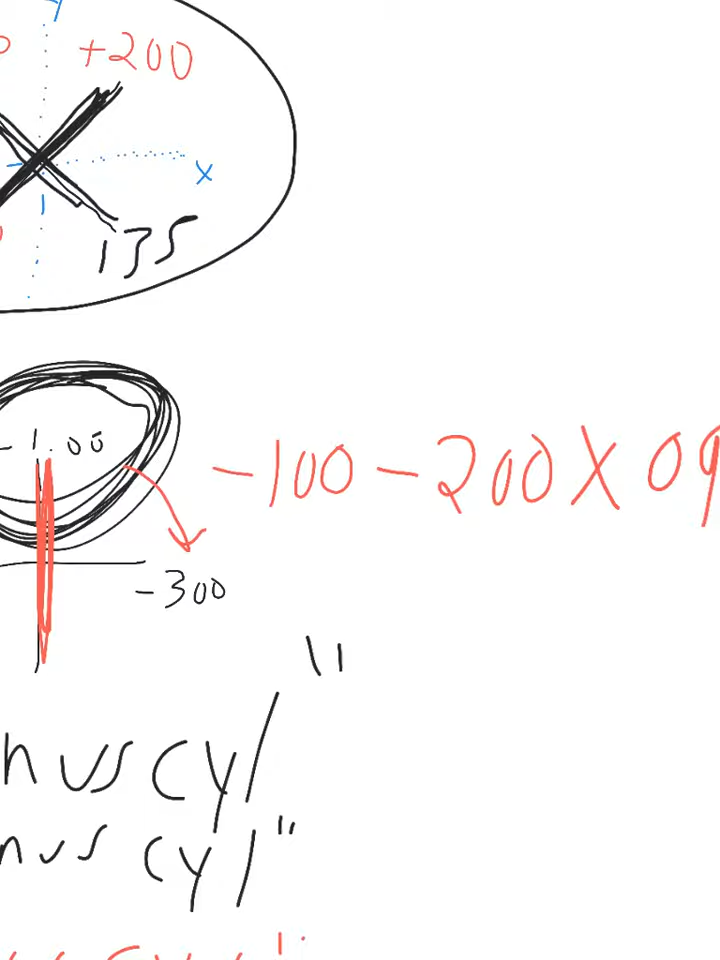 +200
x
135
-1.00
-100 -200 X 09
-300
"
nus cyl
nus cyl"